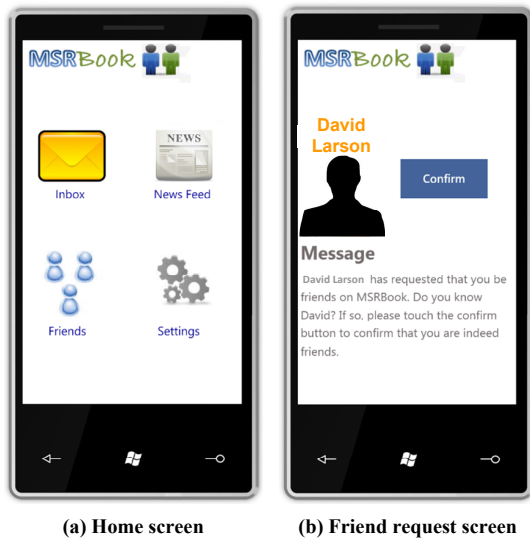 MSRBook
Inbox
NEWS
News Feed
Friends
Settings
(a) Home screen
MSRBook
David
Larson
Confirm
Message
David Larson has requested that you be
friends on MSRBook. Do you know
David? If so, please touch the confirm
button to confirm that you are indeed
friends.
(b) Friend request screen